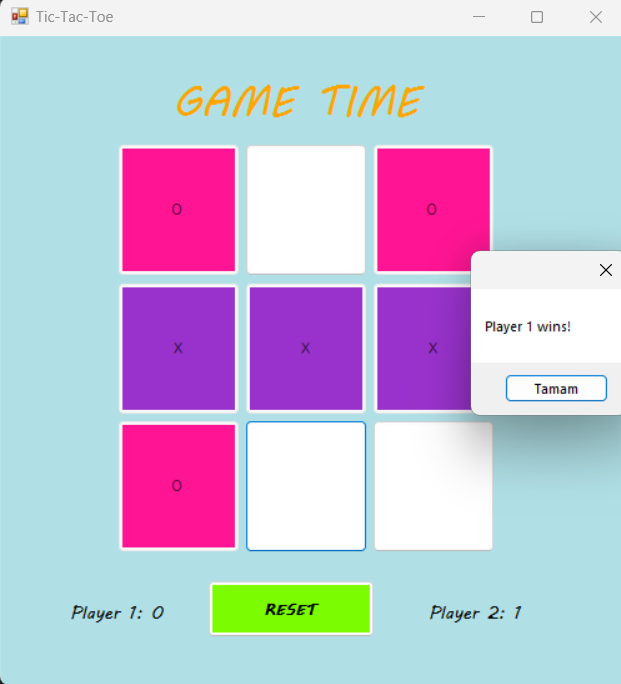 Tic-Tac-Toe
GAME TIME
O O
X X X
Player 1 wins!
Tamam
O
Player 1: 0
RESET
Player 2: 1